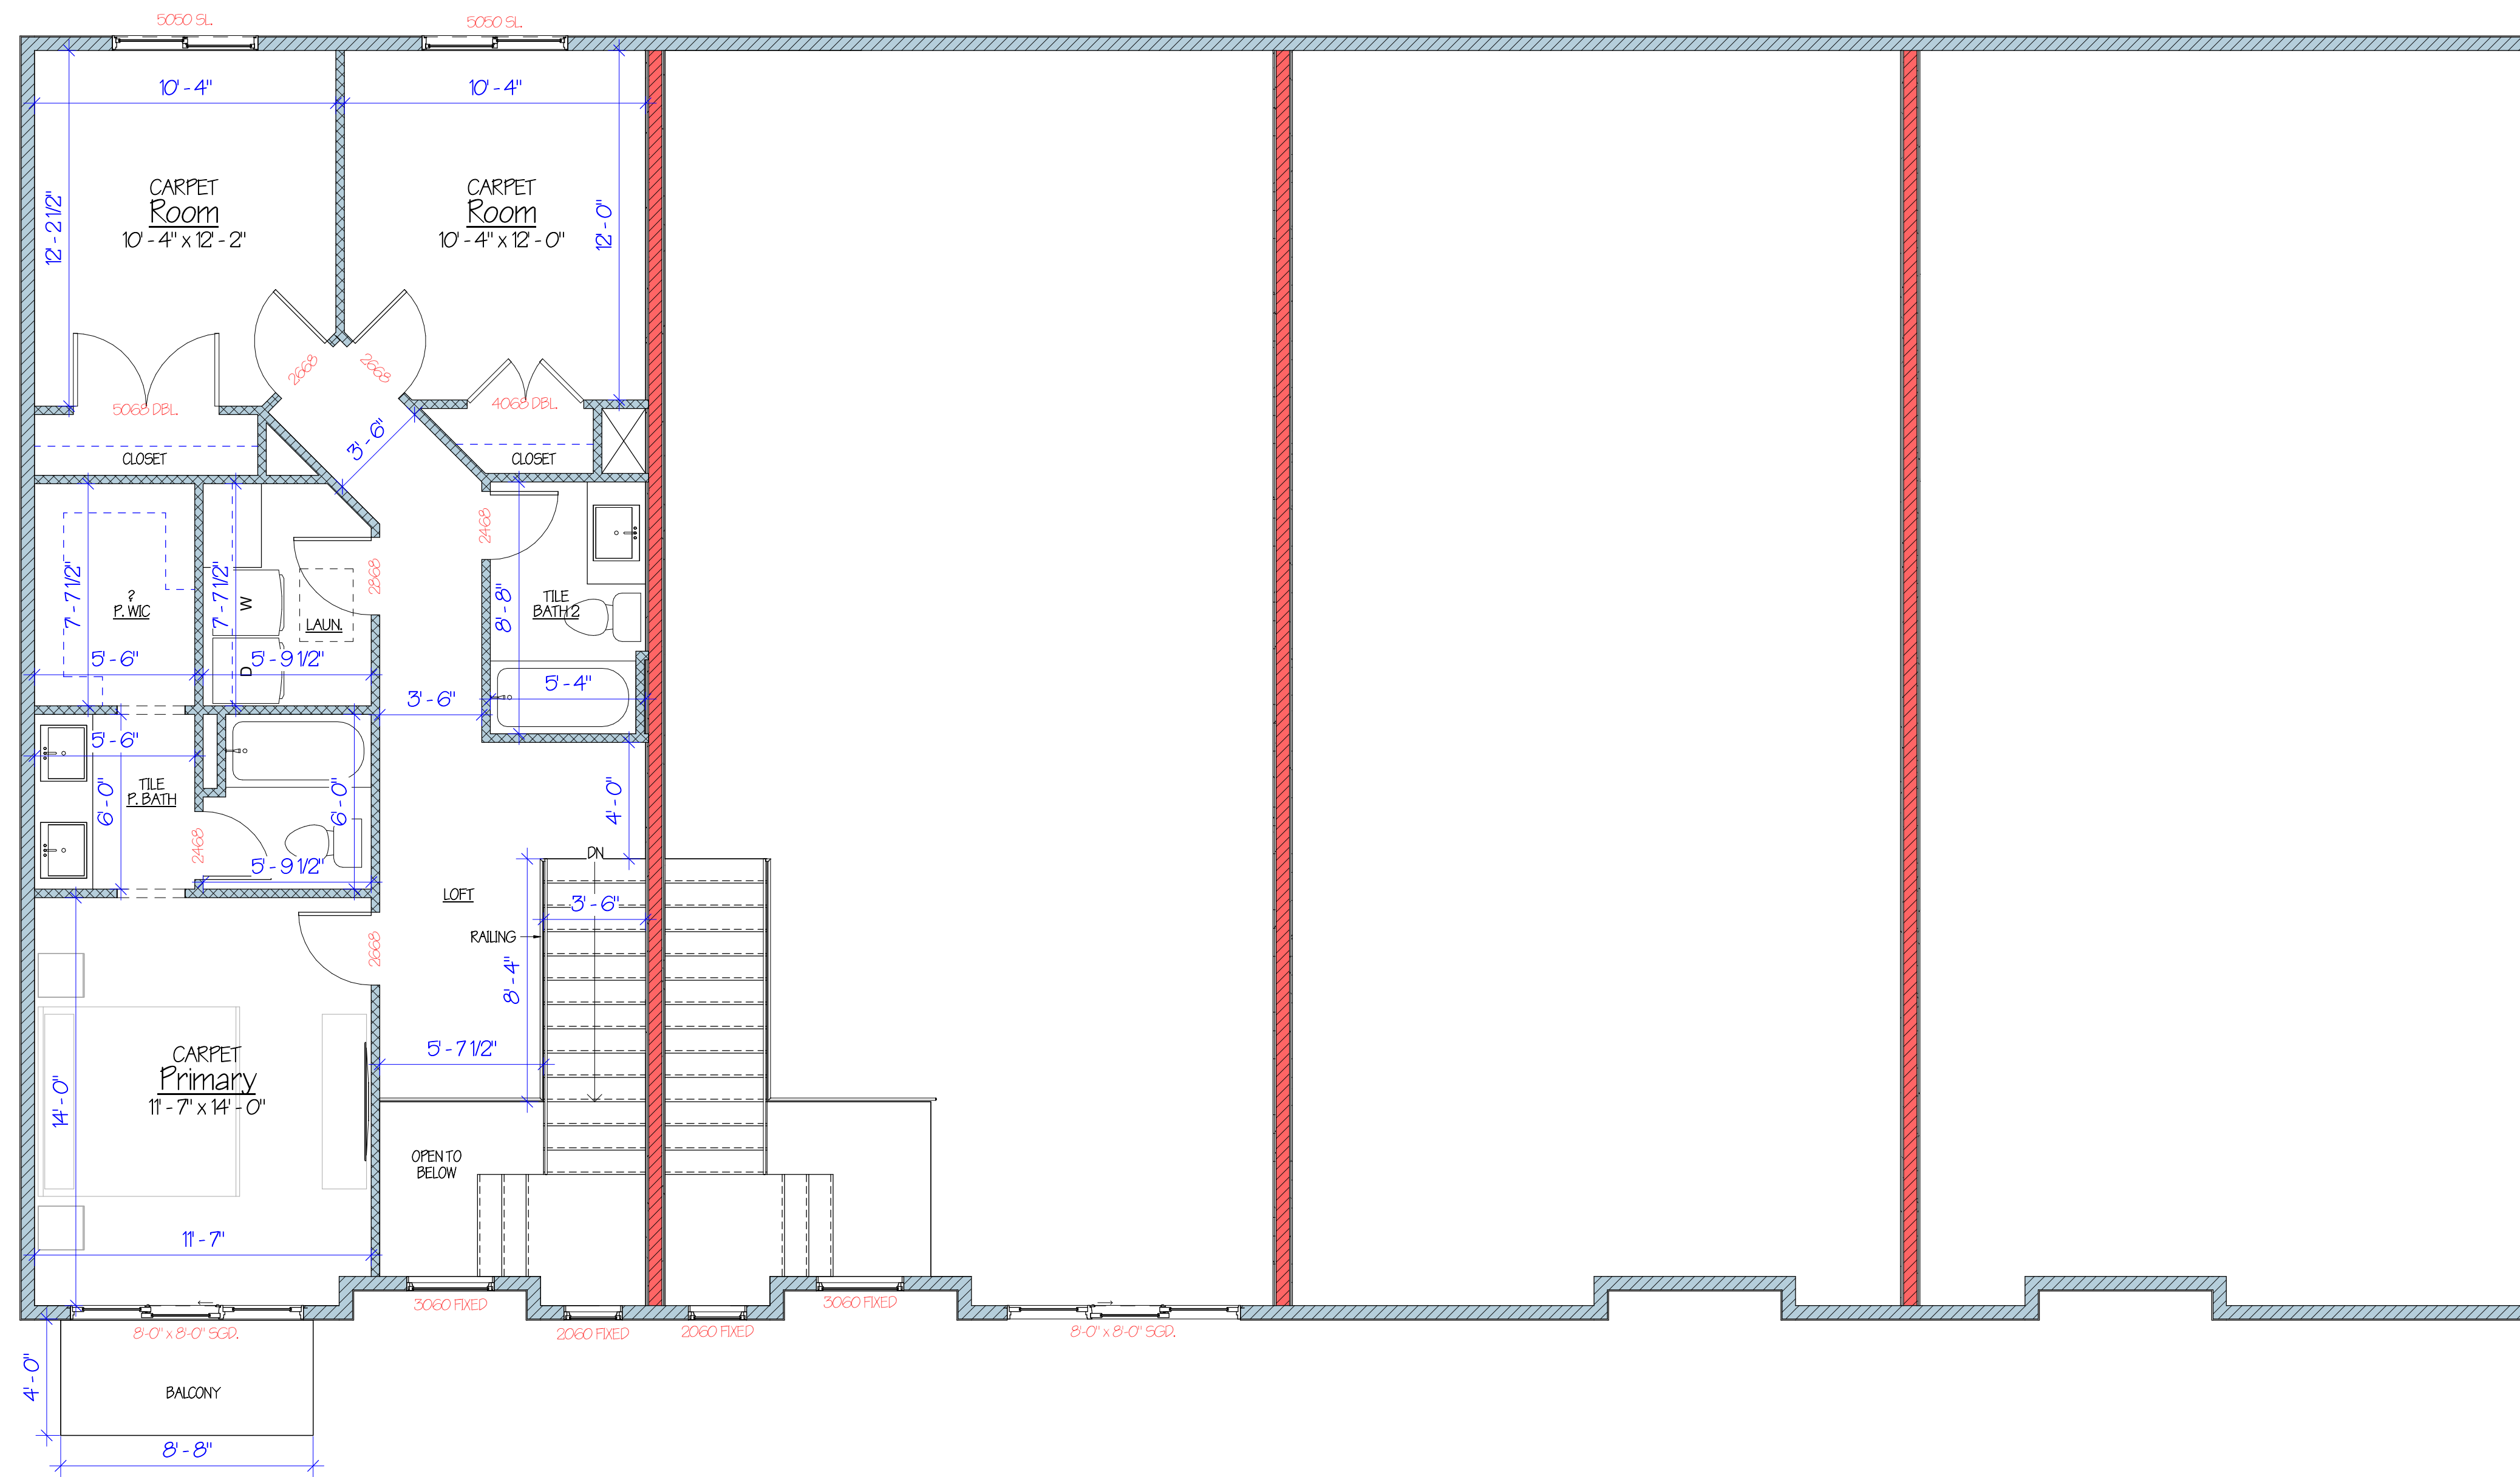 5050 SL.
5050 SL.
10' - 4"
10' - 4"
12' - 2 1/2"
CARPET
Room
10' - 4" x 12' - 2"
CARPET
Room
10' - 4" x 12' - 0"
12' - 0"
2668
2668
5068 DBL.
4068 DBL.
3' - 6"
CLOSET
CLOSET
2468
7' - 7 1/2"
?
P. WIC
7' - 7 1/2"
W
LAUN.
2868
8' - 8"
TILE
BATH 2
5' - 6"
D
5' - 9 1/2"
3' - 6"
5' - 4"
5' - 6"
6' - 0"
TILE
P. BATH
6' - 0"
4' - 0"
2468
5' - 9 1/2"
DN
LOFT
3' - 6"
RAILING
2668
8' - 4"
5' - 7 1/2"
CARPET
Primary
11' - 7" x 14' - 0"
14' - 0"
OPEN TO
BELOW
11' - 7"
3060 FIXED
3060 FIXED
8'-0" x 8'-0" SGD.
2060 FIXED
2060 FIXED
8'-0" x 8'-0" SGD.
4' - 0"
BALCONY
8' - 8"